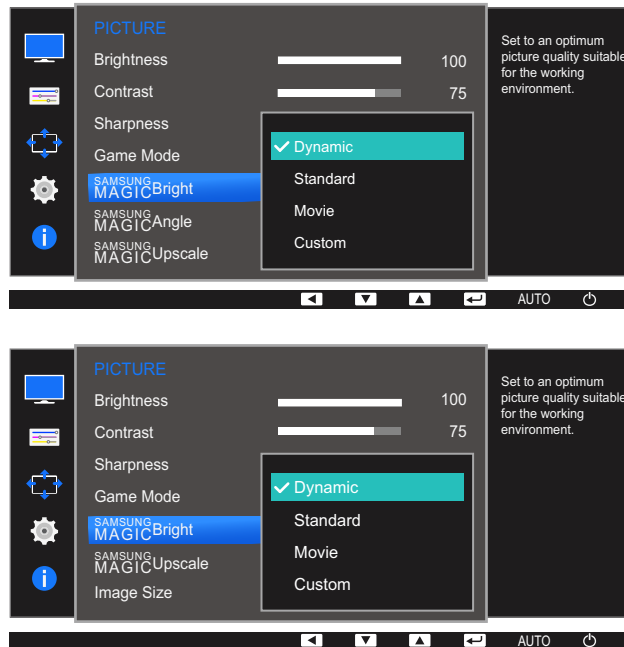 PICTURE
Brightness 100
Contrast 75
Sharpness
Game Mode
SAMSUNG
MAGICBright
SAMSUNG
MAGICAngle
SAMSUNG
MAGICUpscale
Dynamic
Standard
Movie
Custom
Set to an optimum
picture quality suitable
for the working
environment.
AUTO
PICTURE
Brightness 100
Contrast 75
Sharpness
Game Mode
SAMSUNG
MAGICBright
SAMSUNG
MAGICUpscale
Image Size
Dynamic
Standard
Movie
Custom
Set to an optimum
picture quality suitable
for the working
environment.
AUTO